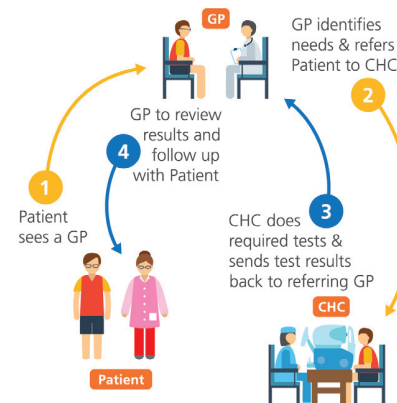 GP
GP identifies
needs & refers
Patient to CHC
2
GP to review
results and
follow up
with Patient
4
1
Patient
sees a GP
3
CHC does
required tests &
sends test results
back to referring GP
CHC
Patient